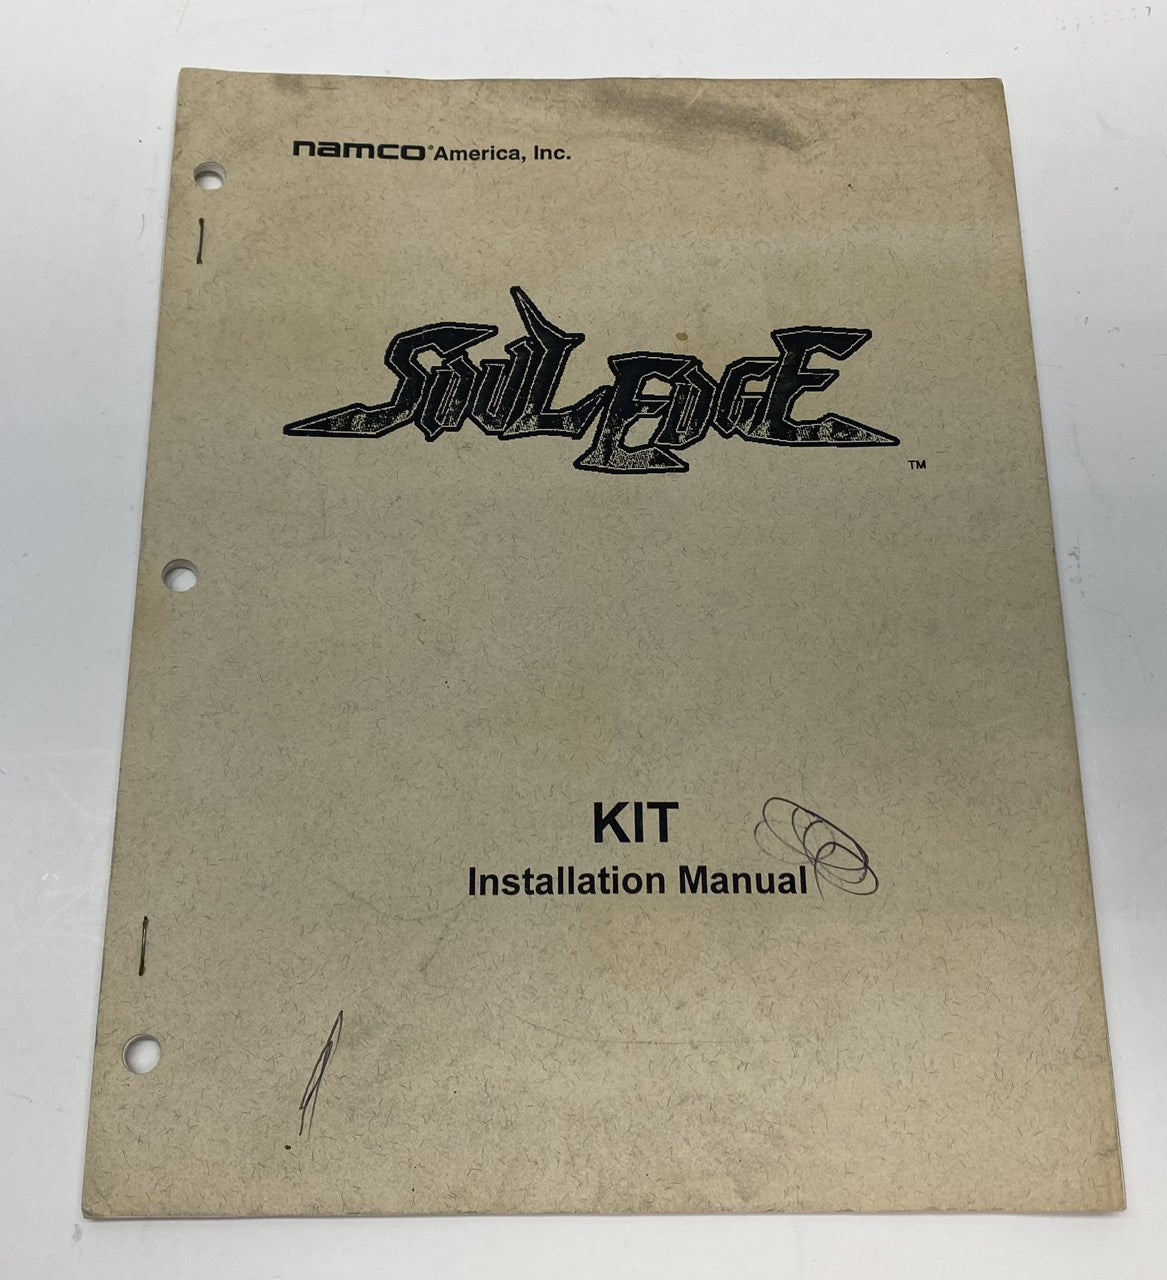 namco® America, Inc.
SOUL EDGE
TM
KIT
Installation Manual